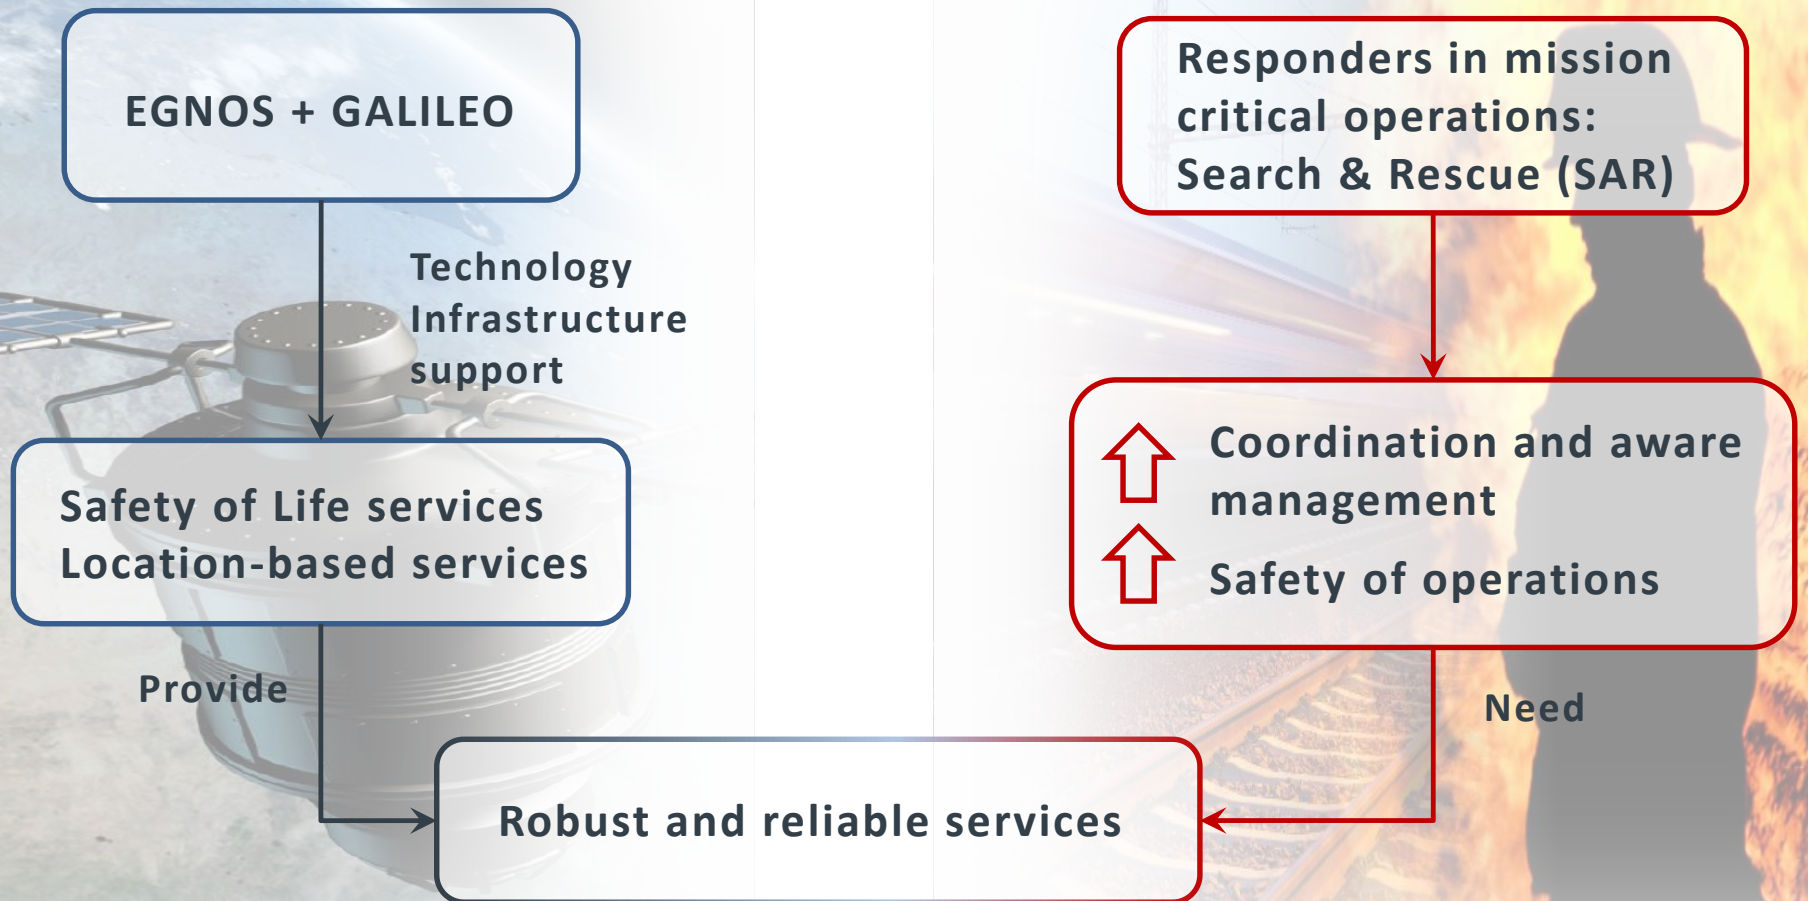 EGNOS + GALILEO
Technology
Infrastructure
support
Safety of Life services
Location-based services
Provide
Responders in mission
critical operations:
Search & Rescue (SAR)
Coordination and aware
management
Safety of operations
Need
Robust and reliable services